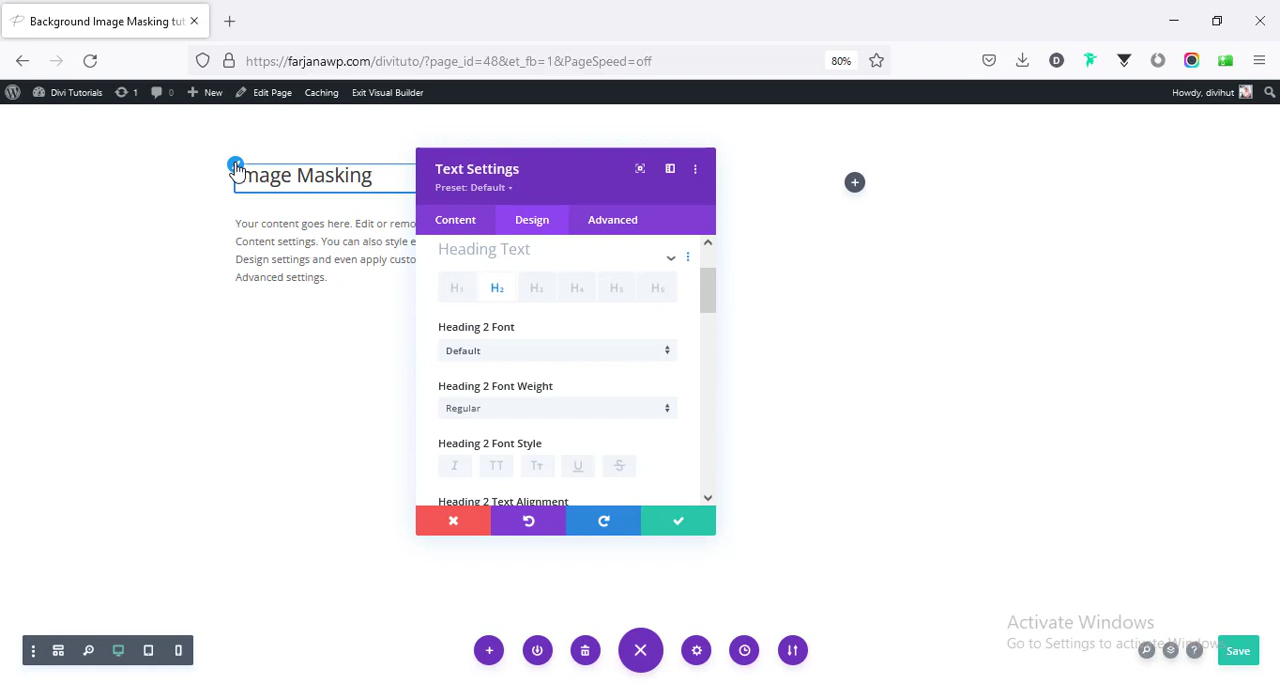 Background Image Masking tut
https://farjanawp.com/divituto/?page_id=48&et_fb=1&PageSpeed=off
80%
D
Divi Tutorials
1
0
New
Edit Page
Caching
Exit Visual Builder
Howdy, divihut
Image Masking
Your content goes here. Edit or remo
Content settings. You can also style e
Design settings and even apply custo
Advanced settings.
Text Settings
Preset: Default
Content
Design
Advanced
Heading Text
H1
H2
H3
H4
H5
H6
Heading 2 Font
Default
Heading 2 Font Weight
Regular
Heading 2 Font Style
I
TT
Tт
U
S
Heading 2 Text Alignment
Activate Windows
Go to Settings to activate Windows.
Save